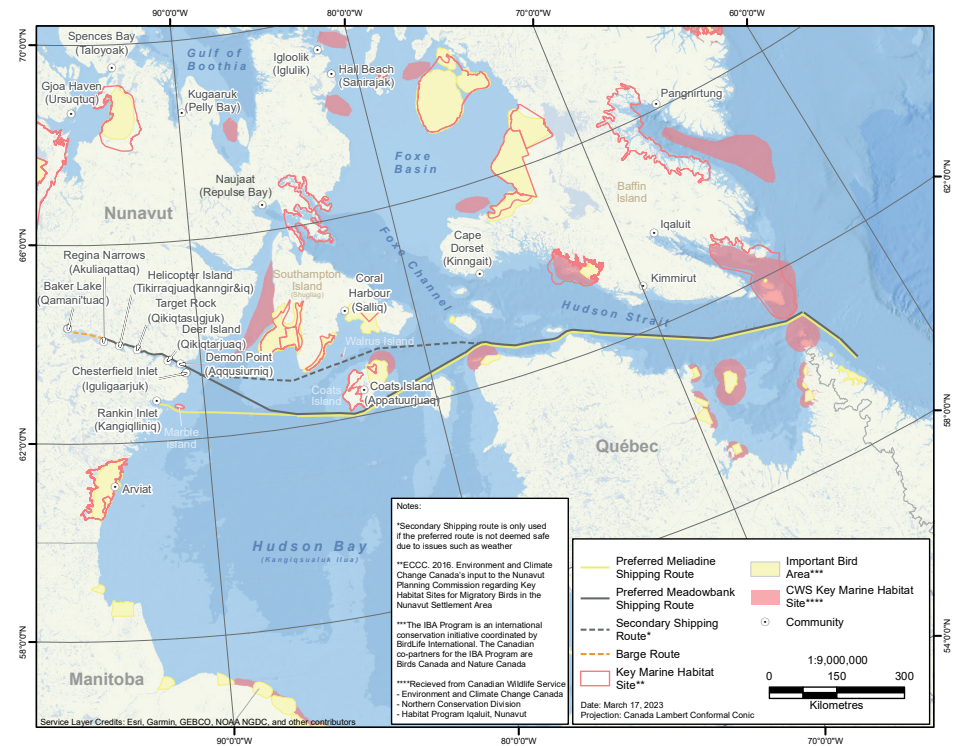 90°0'0"W
80°0'0"W
70°0'0"W
60°0'0"W
70°0'0"N
66°0'0"N
62°0'0"N
58°0'0"N
62°0'0"N
58°0'0"N
54°0'0"N
Spences Bay
(Taloyoak)
Gjoa Haven
(Ursuqtuq)
Kugaaruk
(Pelly Bay)
Gulf of
Boothia
Igloolik
(Iglulik)
Hall Beach
(Sanirajak)
Pangnirtung
Foxe
Basin
Naujaat
(Repulse Bay)
Nunavut
Baffin
Island
Iqaluit
Cape
Dorset
(Kinngait)
Kimmirut
Foxe Channel
Hudson Strait
Regina Narrows
(Akuliaqattaq)
Baker Lake
(Qamani'tuaq)
Helicopter Island
(Tikirraqjuackanngir&iq)
Target Rock
(Qikiqtasugjuk)
Deer Island
(Qikiqtarjuaq)
Demon Point
(Aqqusiurniq)
Southampton
Island
(Shugliag)
Coral
Harbour
(Salliq)
Walrus Island
Coats
Island
Coats Island
(Appatuurjuaq)
Chesterfield Inlet
(Iguligaarjuk)
Rankin Inlet
(Kangiqlliniq)
Marble
Island
Arviat
Québec
Hudson Bay
(Kangiqsualuk ilua)
Manitoba
Notes:
*Secondary Shipping route is only used
if the preferred route is not deemed safe
due to issues such as weather
**ECCC. 2016. Environment and Climate
Change Canada's input to the Nunavut
Planning Commission regarding Key
Habitat Sites for Migratory Birds in the
Nunavut Settlement Area
***The IBA Program is an international
conservation initiative coordinated by
BirdLife International. The Canadian
co-partners for the IBA Program are
Birds Canada and Nature Canada
****Recieved from Canadian Wildlife Service
- Environment and Climate Change Canada
- Northern Conservation Division
- Habitat Program Iqaluit, Nunavut
Preferred Meliadine
Shipping Route
Preferred Meadowbank
Shipping Route
Secondary Shipping
Route*
Barge Route
Key Marine Habitat
Site**
Important Bird
Area***
CWS Key Marine Habitat
Site****
Community
1:9,000,000
0 150 300
Kilometres
Date: March 17, 2023
Projection: Canada Lambert Conformal Conic
Service Layer Credits: Esri, Garmin, GEBCO, NOAA NGDC, and other contributors
90°0'0"W
80°0'0"W
70°0'0"W